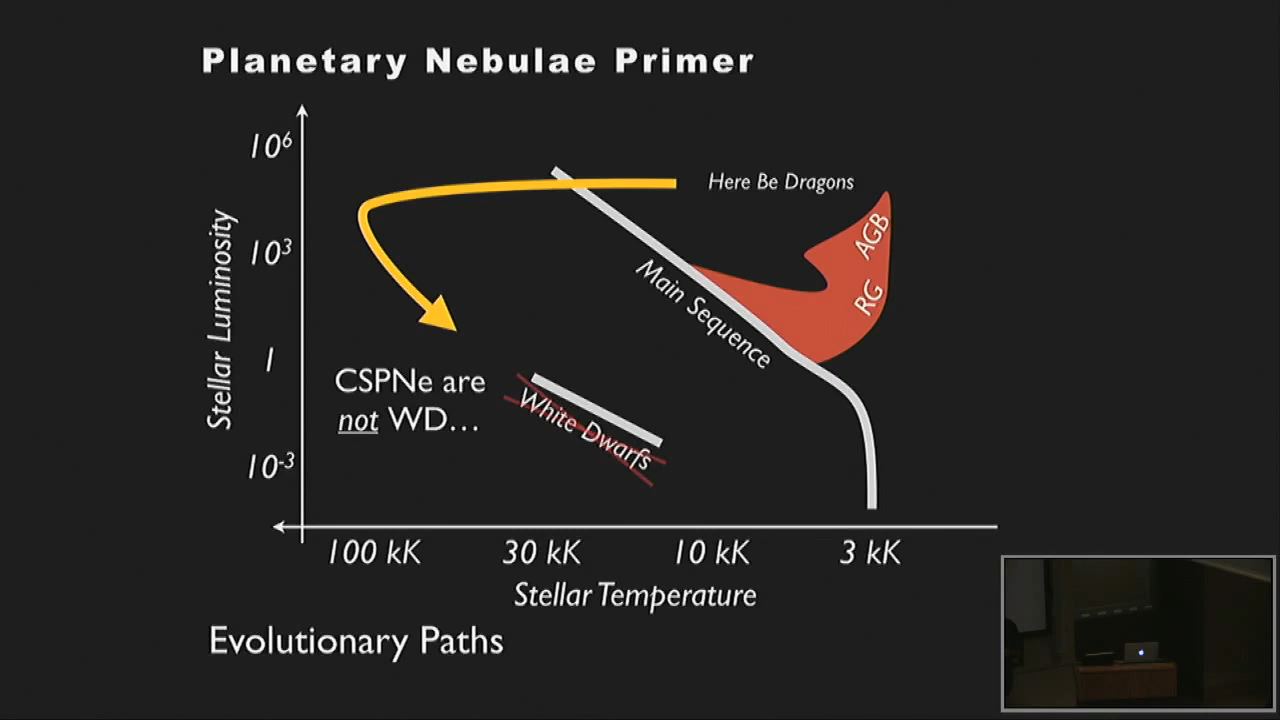 Planetary Nebulae Primer
10⁶
Here Be Dragons
AGB
10³
RG
Main Sequence
Stellar Luminosity
1
CSPNe are
not WD...
White Dwarfs
10⁻³
100 kK 30 kK 10 kK 3 kK
Stellar Temperature
Evolutionary Paths